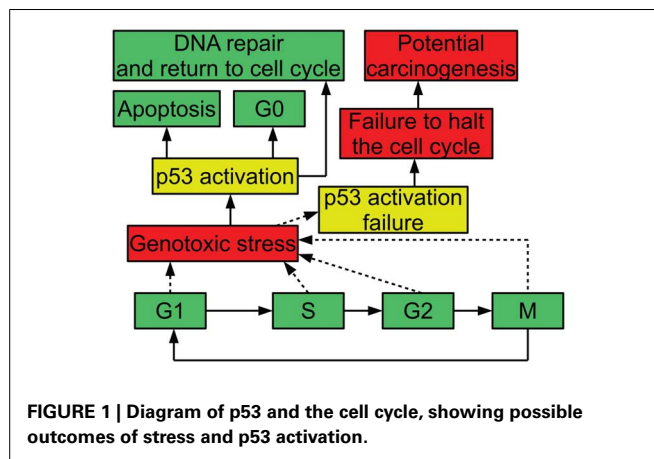 DNA repair
and return to cell cycle
Potential
carcinogenesis
Apoptosis
G0
Failure to halt
the cell cycle
p53 activation
p53 activation
failure
Genotoxic stress
G1
S
G2
M
FIGURE 1 | Diagram of p53 and the cell cycle, showing possible
outcomes of stress and p53 activation.